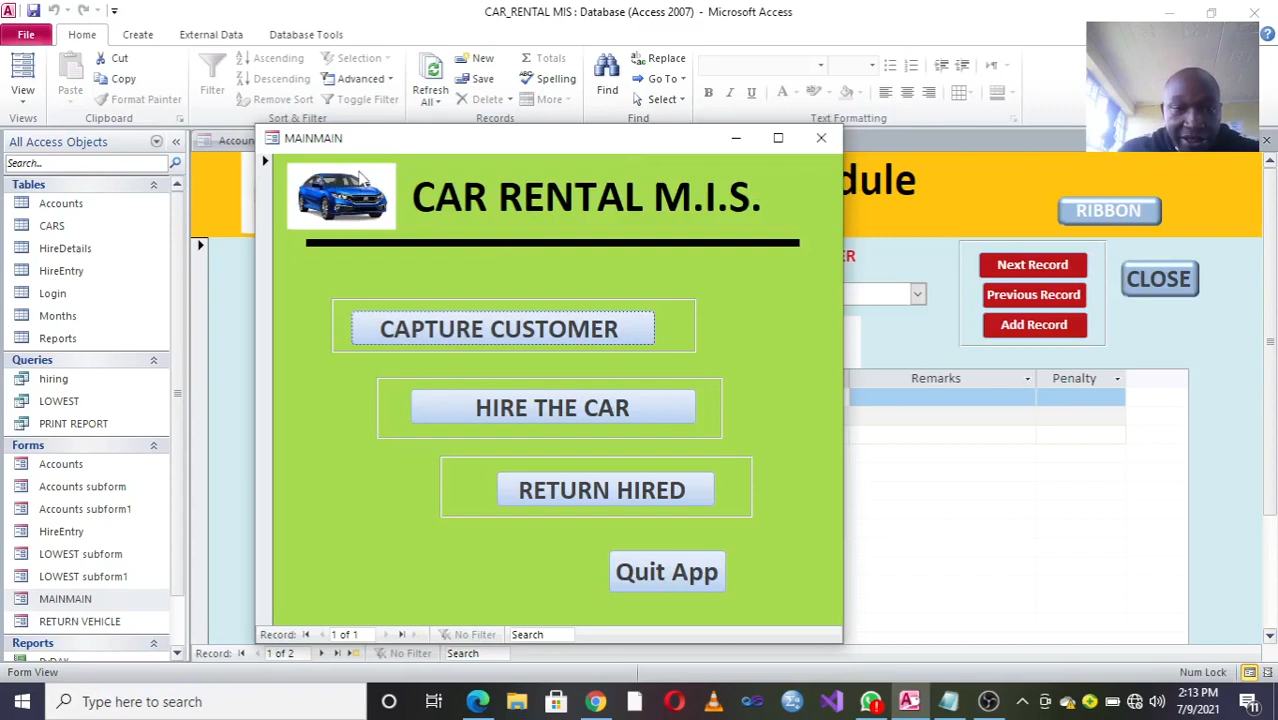 CAR_RENTAL MIS : Database (Access 2007) - Microsoft Access
File
Home
Create
External Data
Database Tools
View
Views
Paste
Cut
Copy
Format Painter
Clipboard
Filter
Ascending
Descending
Remove Sort
Selection
Advanced
Toggle Filter
Sort & Filter
Refresh
All
New
Save
Delete
Totals
Spelling
More
Records
Find
Replace
Go To
Select
Find
B I U A
Text Formatting
All Access Objects
Search...
Tables
Accounts
CARS
HireDetails
HireEntry
Login
Months
Reports
Queries
hiring
LOWEST
PRINT REPORT
Forms
Accounts
Accounts subform
Accounts subform1
HireEntry
LOWEST subform
LOWEST subform1
MAINMAIN
RETURN VEHICLE
Reports
Accoun
MAINMAIN
CAR RENTAL M.I.S.
CAPTURE CUSTOMER
HIRE THE CAR
RETURN HIRED
Quit App
Record: 1 of 1 No Filter Search
dule
RIBBON
ER
Next Record
Previous Record
Add Record
CLOSE
Remarks
Penalty
Record: 1 of 2 No Filter Search
Form View
Num Lock
Type here to search
2:13 PM
7/9/2021
11